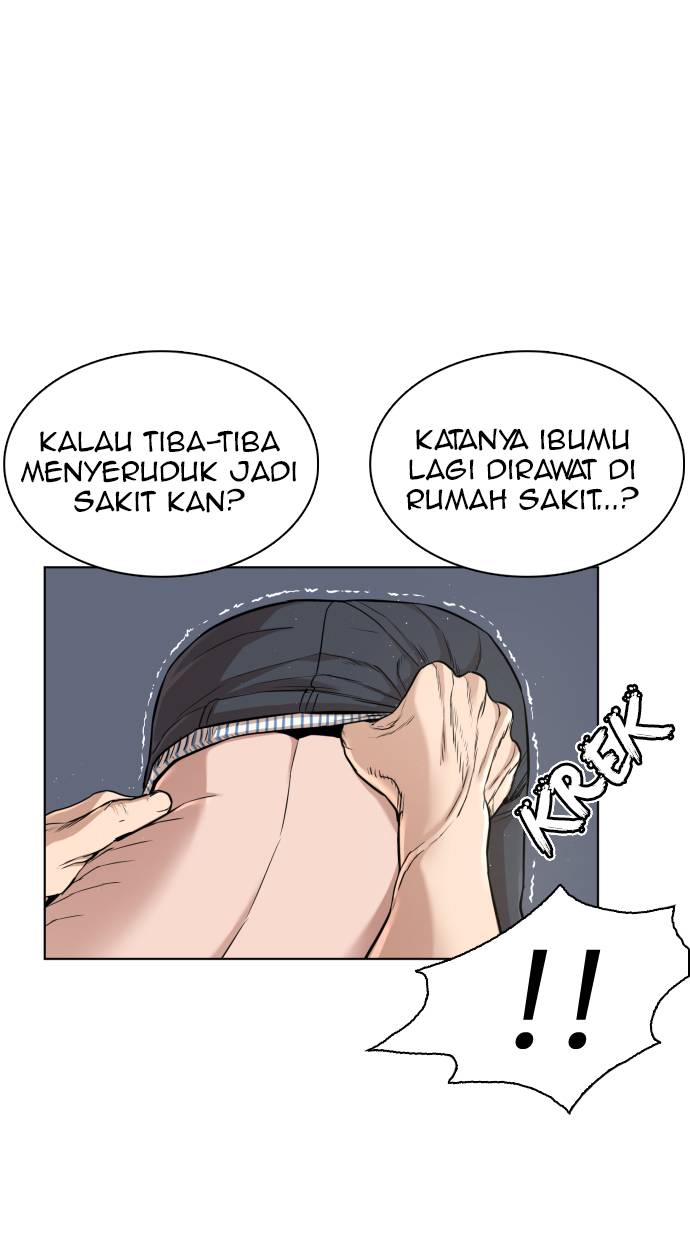 KALAU TIBA-TIBA
MENYERUDUK JADI
SAKIT KAN?
KATANYA IBUMU
LAGI DIRAWAT DI
RUMAH SAKIT...?
KREK
!!